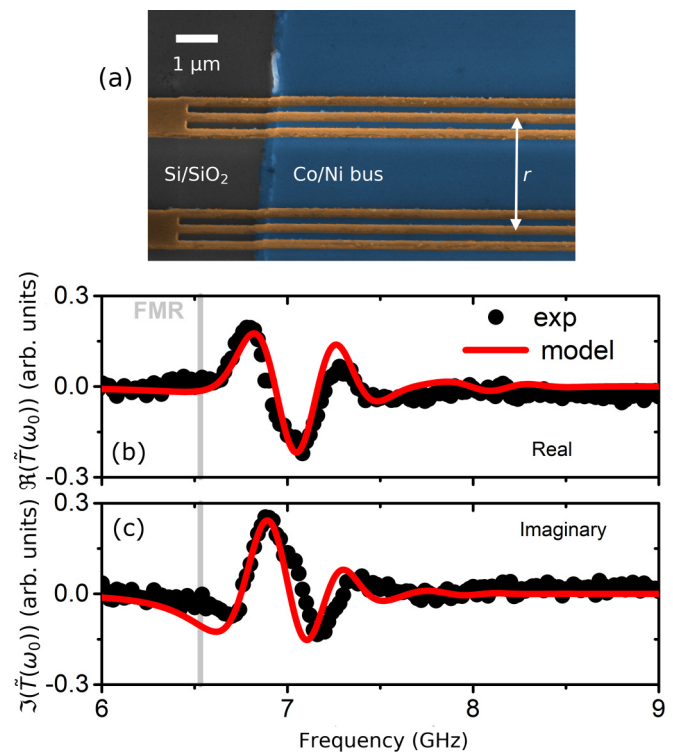 (a)
1 μm
Si/SiO₂
Co/Ni bus
r
ℜ(T̃(ω₀)) (arb. units)
0.3
0.0
-0.3
FMR
exp
model
(b)
Real
ℑ(T̃(ω₀)) (arb. units)
0.3
0.0
-0.3
(c)
Imaginary
6
7
8
9
Frequency (GHz)